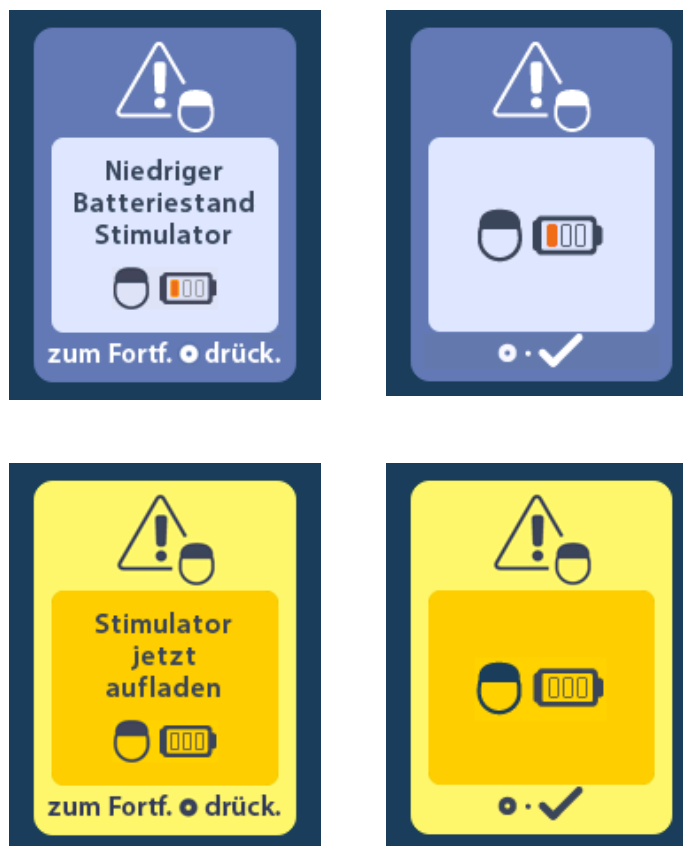 Niedriger
Batteriestand
Stimulator
zum Fortf. drück.
Stimulator
jetzt
aufladen
zum Fortf. drück.